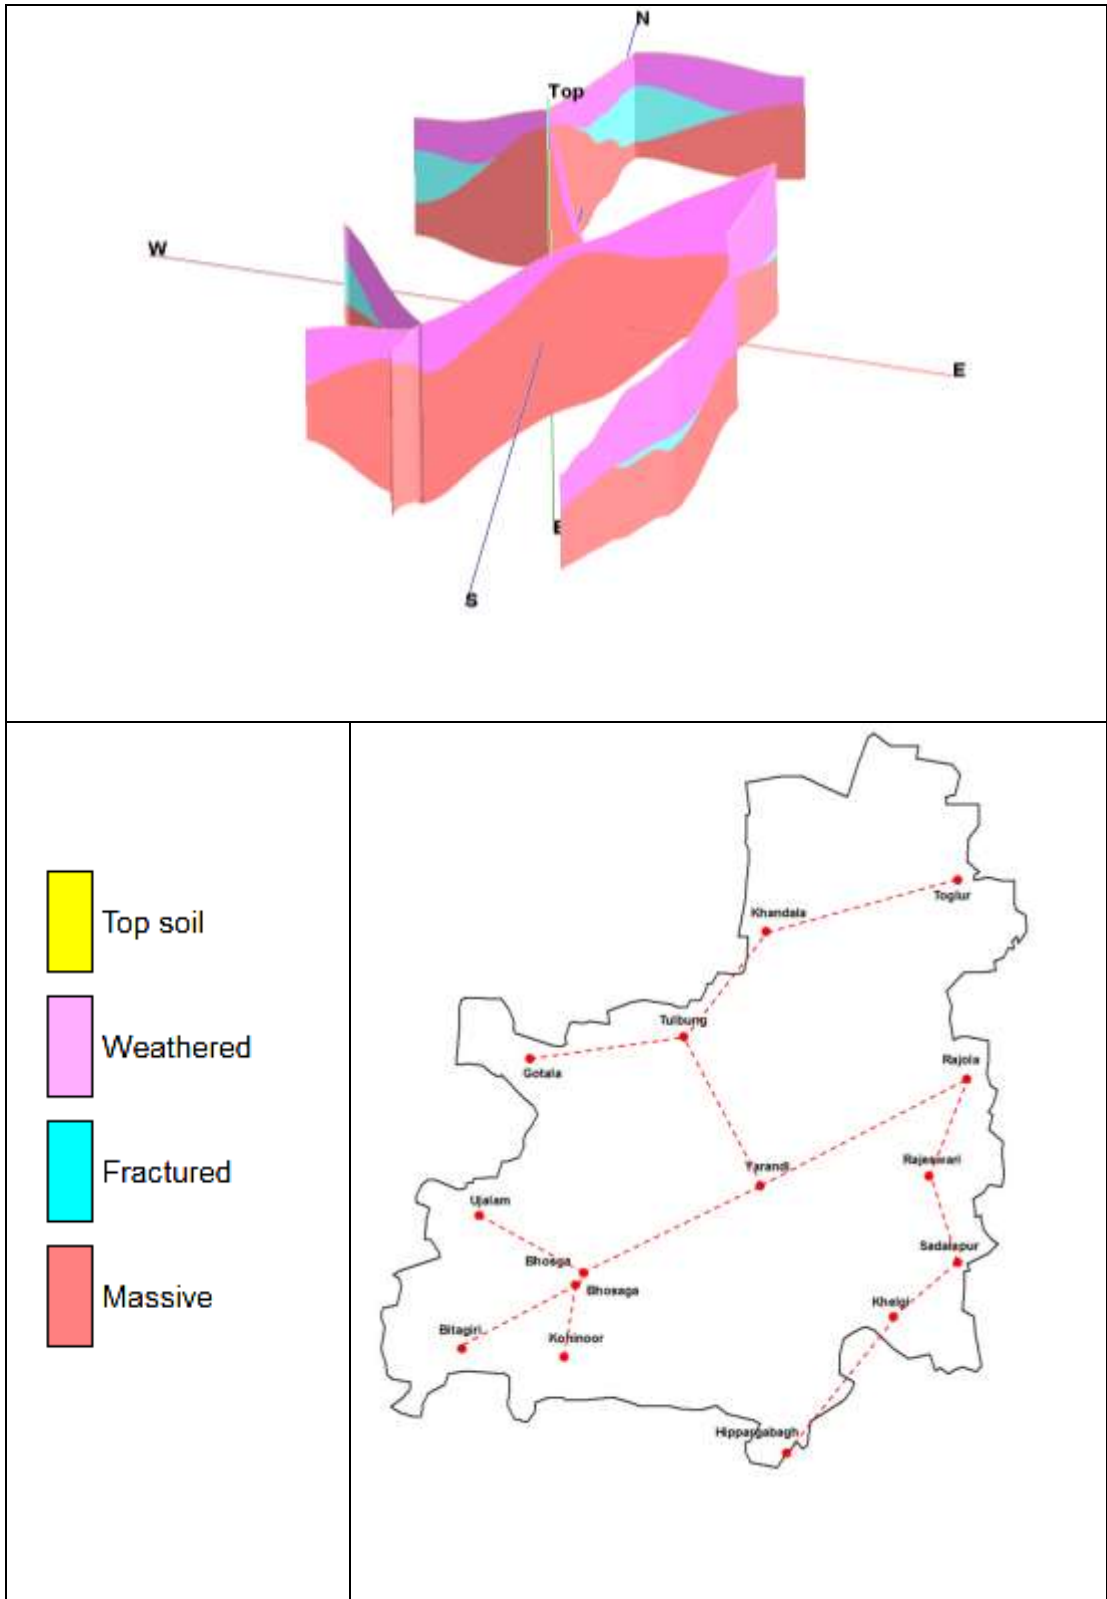 N
Top
W
E
B
S
Top soil
Weathered
Fractured
Massive
Toglur
Khandala
Tulbung
Gotala
Rajola
Yarandi
Rajeswari
Ujalam
Sadalapur
Bhosga
Bhosaga
Khelgi
Bitagiri
Kohinoor
Hippargabagh